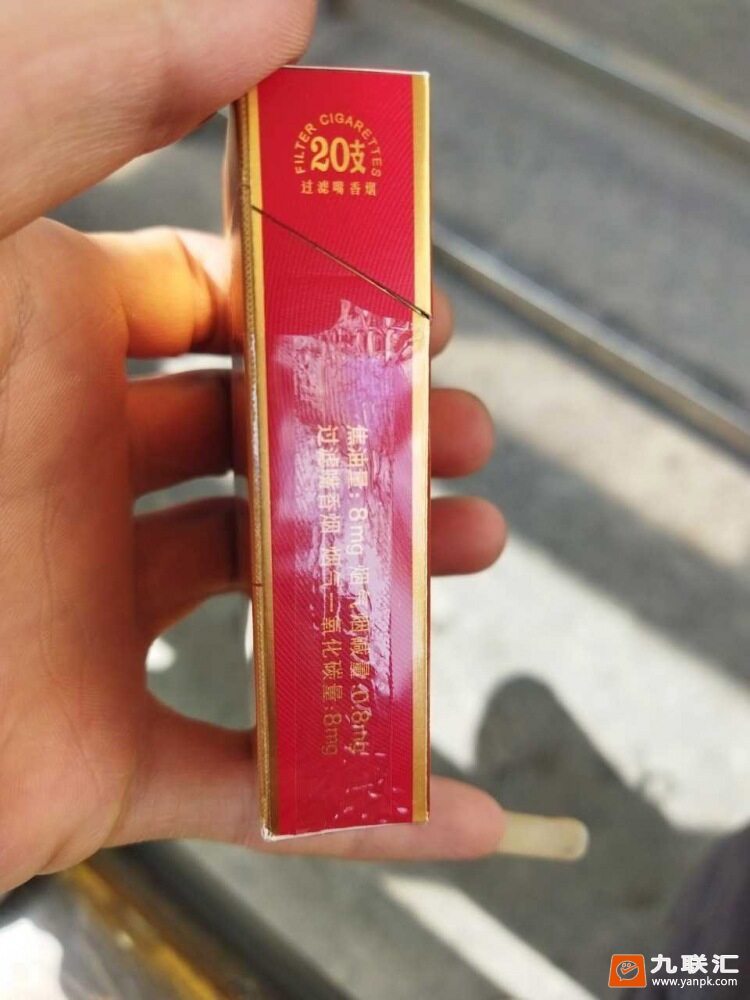 FILTER CIGARETTES
20支
过滤嘴香烟
焦油量：8mg 烟气烟碱量：0.8mg
过滤嘴香烟 烟气一氧化碳量：8mg
九联汇
www.yanpk.com